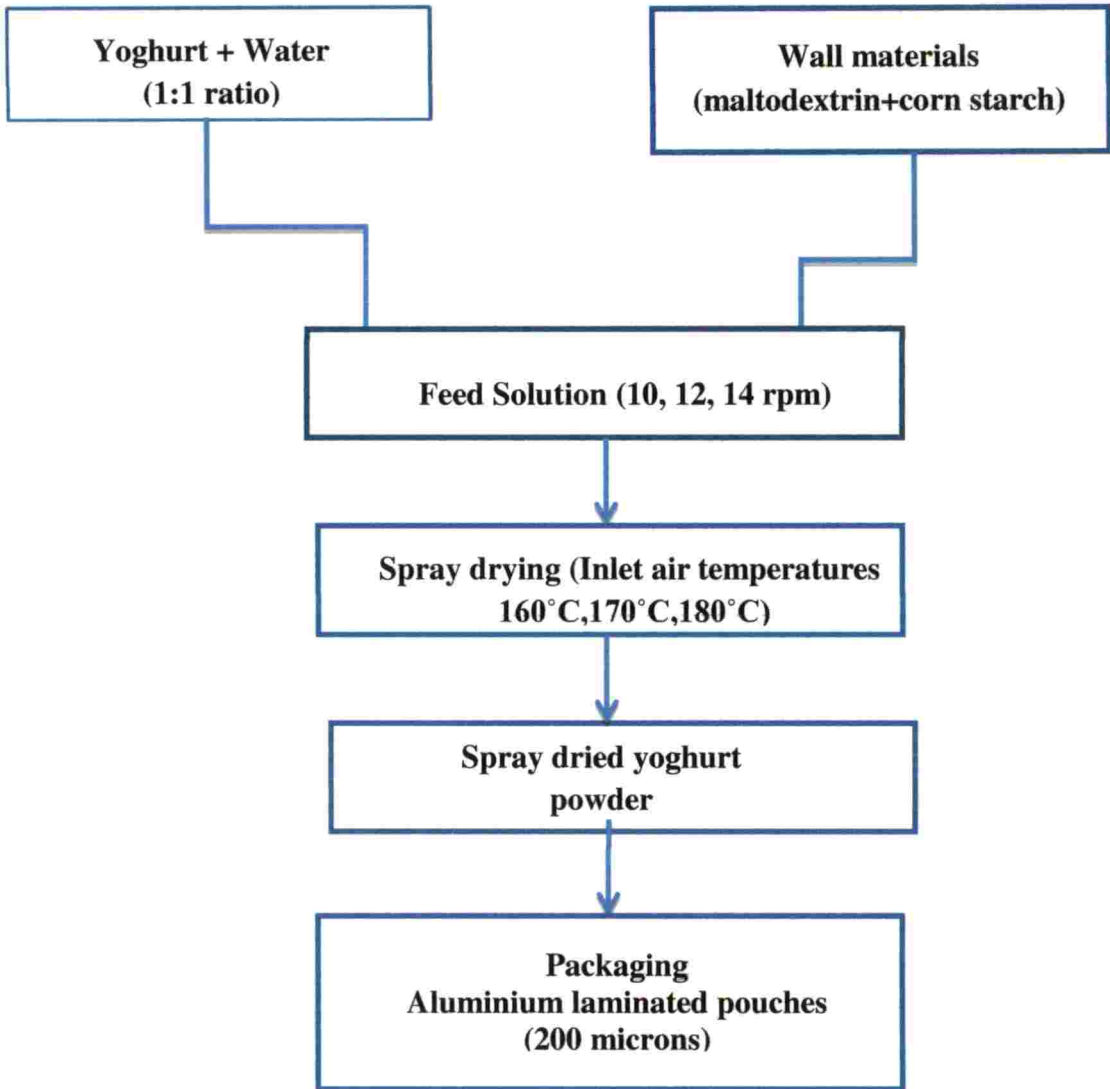 Yoghurt + Water
(1:1 ratio)
Wall materials
(maltodextrin+corn starch)
Feed Solution (10, 12, 14 rpm)
Spray drying (Inlet air temperatures
160°C,170°C,180°C)
Spray dried yoghurt
powder
Packaging
Aluminium laminated pouches
(200 microns)